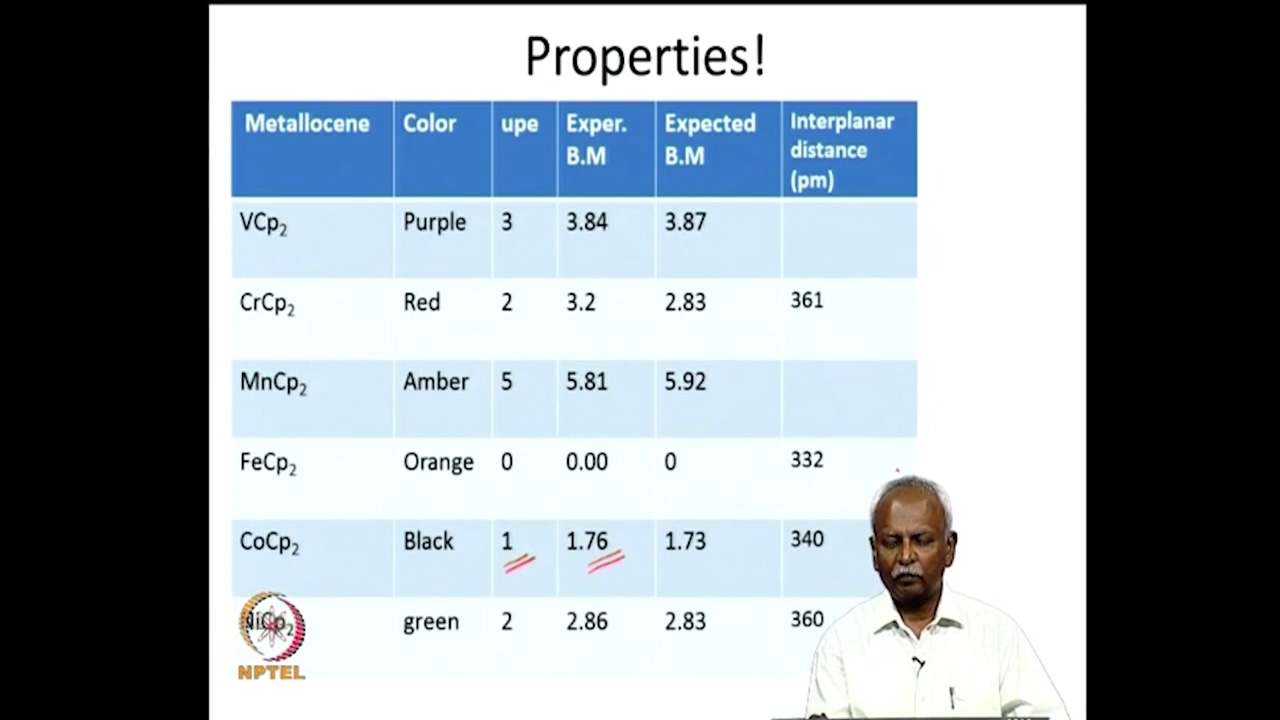 Properties!
Metallocene Color upe Exper. B.M Expected B.M Interplanar distance (pm)
VCp₂ Purple 3 3.84 3.87
CrCp₂ Red 2 3.2 2.83 361
MnCp₂ Amber 5 5.81 5.92
FeCp₂ Orange 0 0.00 0 332
CoCp₂ Black 1 1.76 1.73 340
NiCp₂ green 2 2.86 2.83 360
NPTEL